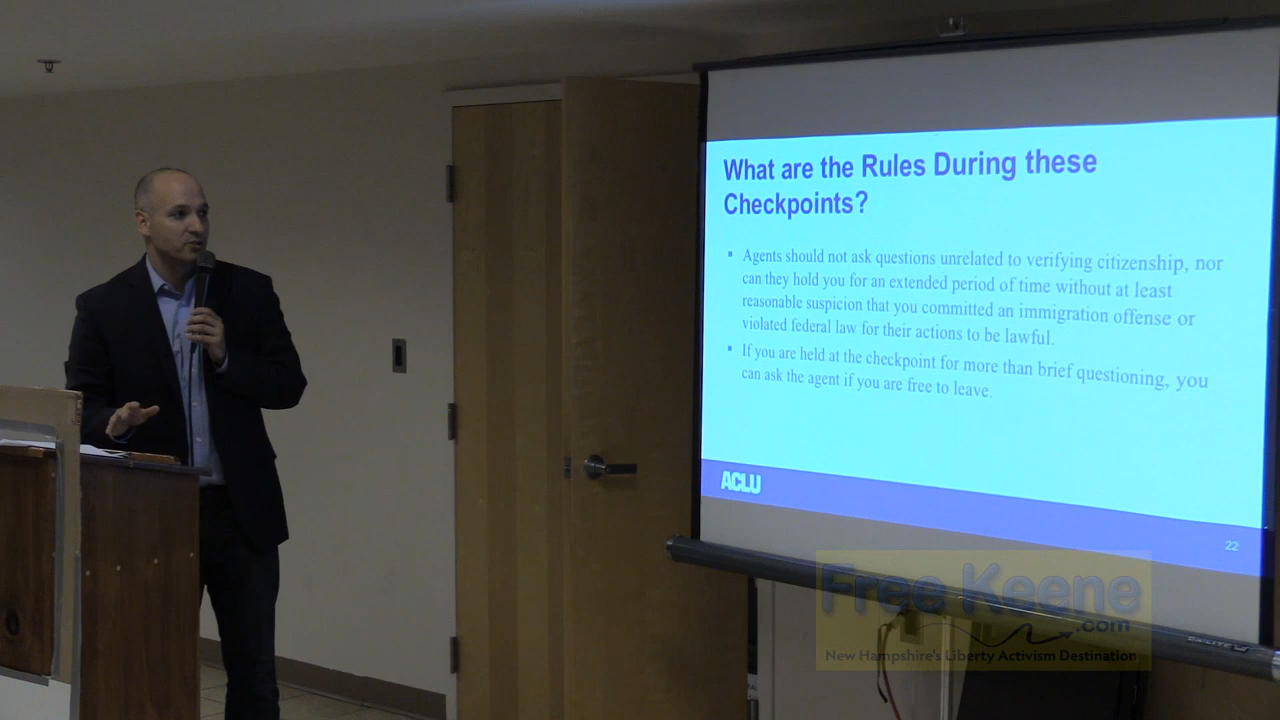 What are the Rules During these
Checkpoints?
▪ Agents should not ask questions unrelated to verifying citizenship, nor
can they hold you for an extended period of time without at least
reasonable suspicion that you committed an immigration offense or
violated federal law for their actions to be lawful.
▪ If you are held at the checkpoint for more than brief questioning, you
can ask the agent if you are free to leave.
ACLU
22
Free Keene
.com
New Hampshire's Liberty Activism Destination